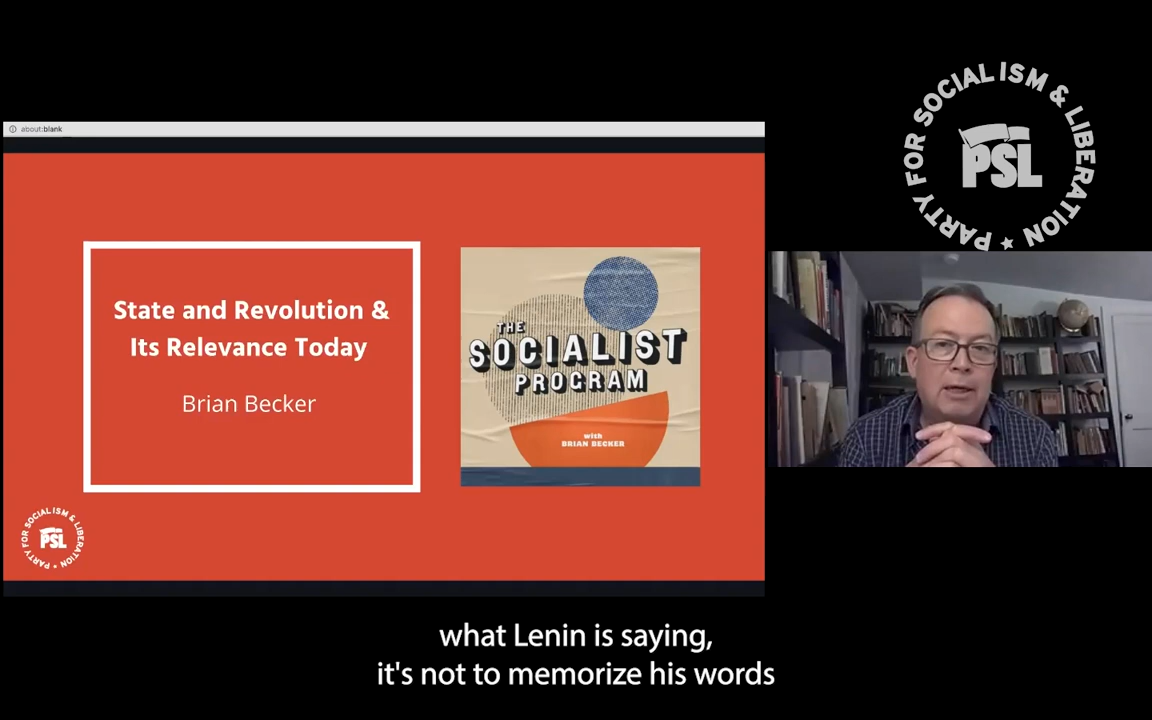 about:blank
PARTY FOR SOCIALISM & LIBERATION
PSL
State and Revolution &
Its Relevance Today
Brian Becker
THE
SOCIALIST
PROGRAM
with
BRIAN BECKER
PARTY FOR SOCIALISM & LIBERATION
PSL
what Lenin is saying,
it's not to memorize his words